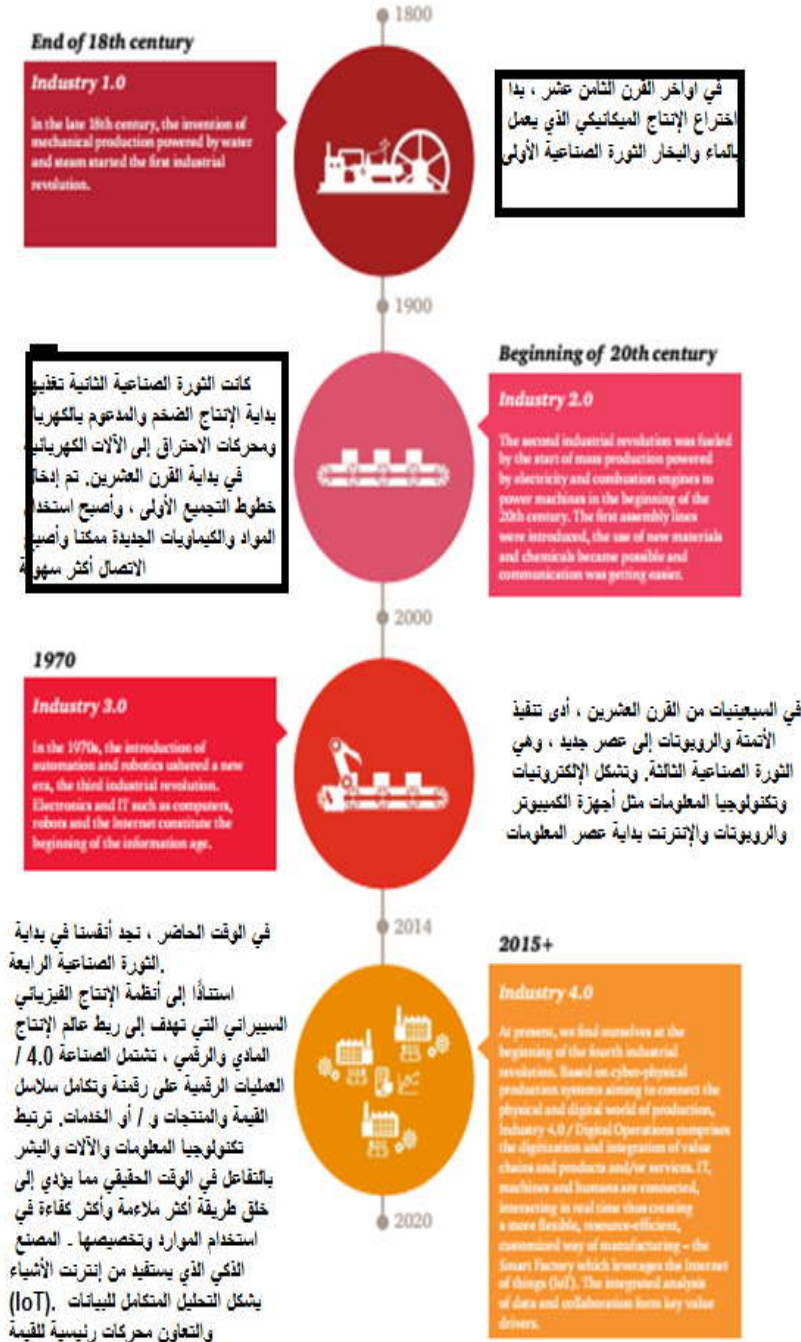 1800
End of 18th century
Industry 1.0
In the late 18th century, the invention of
mechanical production powered by water
and steam started the first industrial
revolution.
في اواخر القرن الثامن عشر ، بدا
اختراع الإنتاج الميكانيكي الذي يعمل
بالماء والبخار الثورة الصناعية الأولى
1900
Beginning of 20th century
Industry 2.0
The second industrial revolution was fueled
by the start of mass production powered
by electricity and combustion engines to
power machines in the beginning of the
20th century. The first assembly lines
were introduced, the use of new materials
and chemicals became possible and
communication was getting easier.
كانت الثورة الصناعية الثانية تغذيها
بداية الإنتاج الضخم والمدعوم بالكهرباء
ومحركات الاحتراق إلى الآلات الكهربائية
في بداية القرن العشرين. تم إدخال
خطوط التجميع الأولى ، وأصبح استخدام
المواد والكيماويات الجديدة ممكنا وأصبح
الاتصال أكثر سهولة
2000
1970
Industry 3.0
In the 1970s, the introduction of
automation and robotics ushered a new
era, the third industrial revolution.
Electronics and IT such as computers,
robots and the Internet constitute the
beginning of the information age.
في السبعينيات من القرن العشرين ، أدى تنفيذ
الأتمتة والروبوتات إلى عصر جديد ، وهي
الثورة الصناعية الثالثة. وتشكل الإلكترونيات
وتكنولوجيا المعلومات مثل أجهزة الكمبيوتر
والروبوتات والإنترنت بداية عصر المعلومات
2014
2015+
Industry 4.0
At present, we find ourselves at the
beginning of the fourth industrial
revolution. Based on cyber-physical
production systems aiming to connect the
physical and digital world of production,
Industry 4.0 / Digital Operations comprises
the digitization and integration of value
chains and products and/or services. IT,
machines and humans are connected,
interacting in real time thus creating
a more flexible, resource-efficient,
customized way of manufacturing – the
Smart Factory which leverages the Internet
of things (IoT). The integrated analysis
of data and collaboration form key value
drivers.
في الوقت الحاضر ، نجد أنفسنا في بداية
الثورة الصناعية الرابعة.
استنادًا إلى أنظمة الإنتاج الفيزيائي
السيبراني التي تهدف إلى ربط عالم الإنتاج
المادي والرقمي ، تشتمل الصناعة 4.0 /
العمليات الرقمية على رقمنة وتكامل سلاسل
القيمة والمنتجات و / أو الخدمات. ترتبط
تكنولوجيا المعلومات والآلات والبشر
بالتفاعل في الوقت الحقيقي مما يؤدي إلى
خلق طريقة أكثر ملاءمة وأكثر كفاءة في
استخدام الموارد وتخصيصها - المصنع
الذكي الذي يستفيد من إنترنت الأشياء
(IoT). يشكل التحليل المتكامل للبيانات
والتعاون محركات رئيسية للقيمة
2020